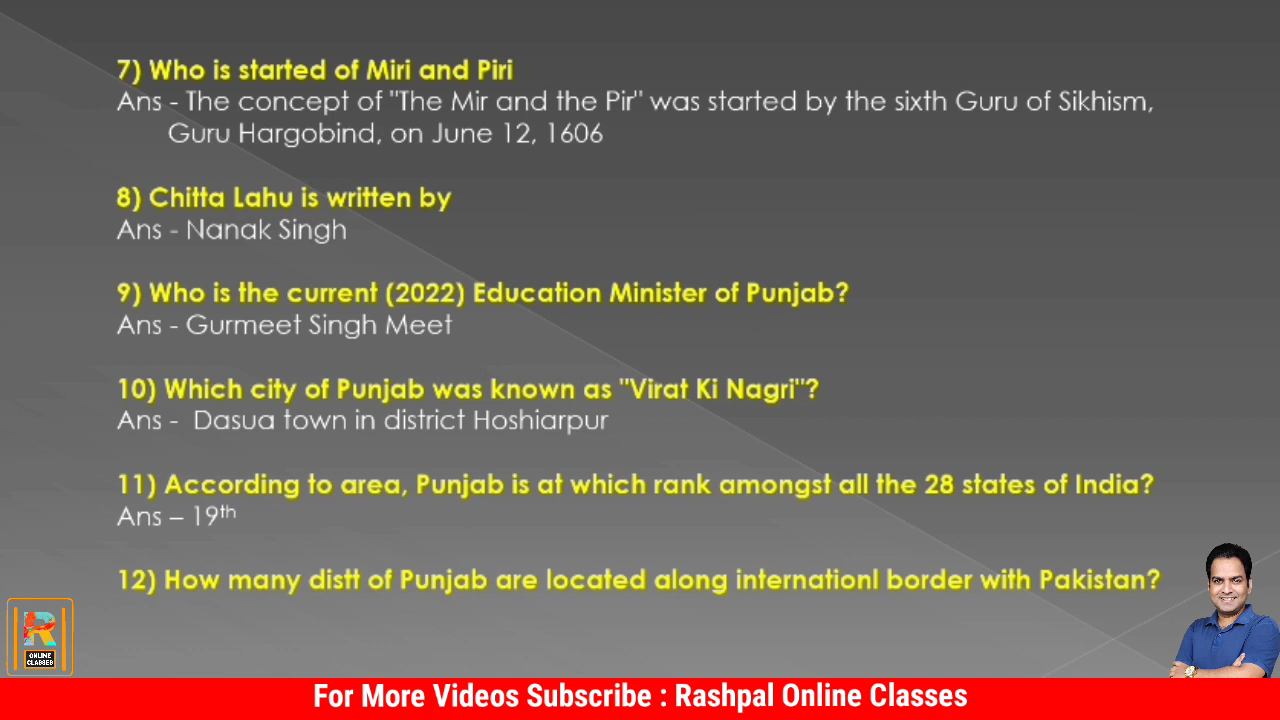 7) Who is started of Miri and Piri
Ans - The concept of "The Mir and the Pir" was started by the sixth Guru of Sikhism,
Guru Hargobind, on June 12, 1606
8) Chitta Lahu is written by
Ans - Nanak Singh
9) Who is the current (2022) Education Minister of Punjab?
Ans - Gurmeet Singh Meet
10) Which city of Punjab was known as "Virat Ki Nagri"?
Ans - Dasua town in district Hoshiarpur
11) According to area, Punjab is at which rank amongst all the 28 states of India?
Ans – 19th
12) How many distt of Punjab are located along internationl border with Pakistan?
R
ONLINE
CLASSES
For More Videos Subscribe : Rashpal Online Classes